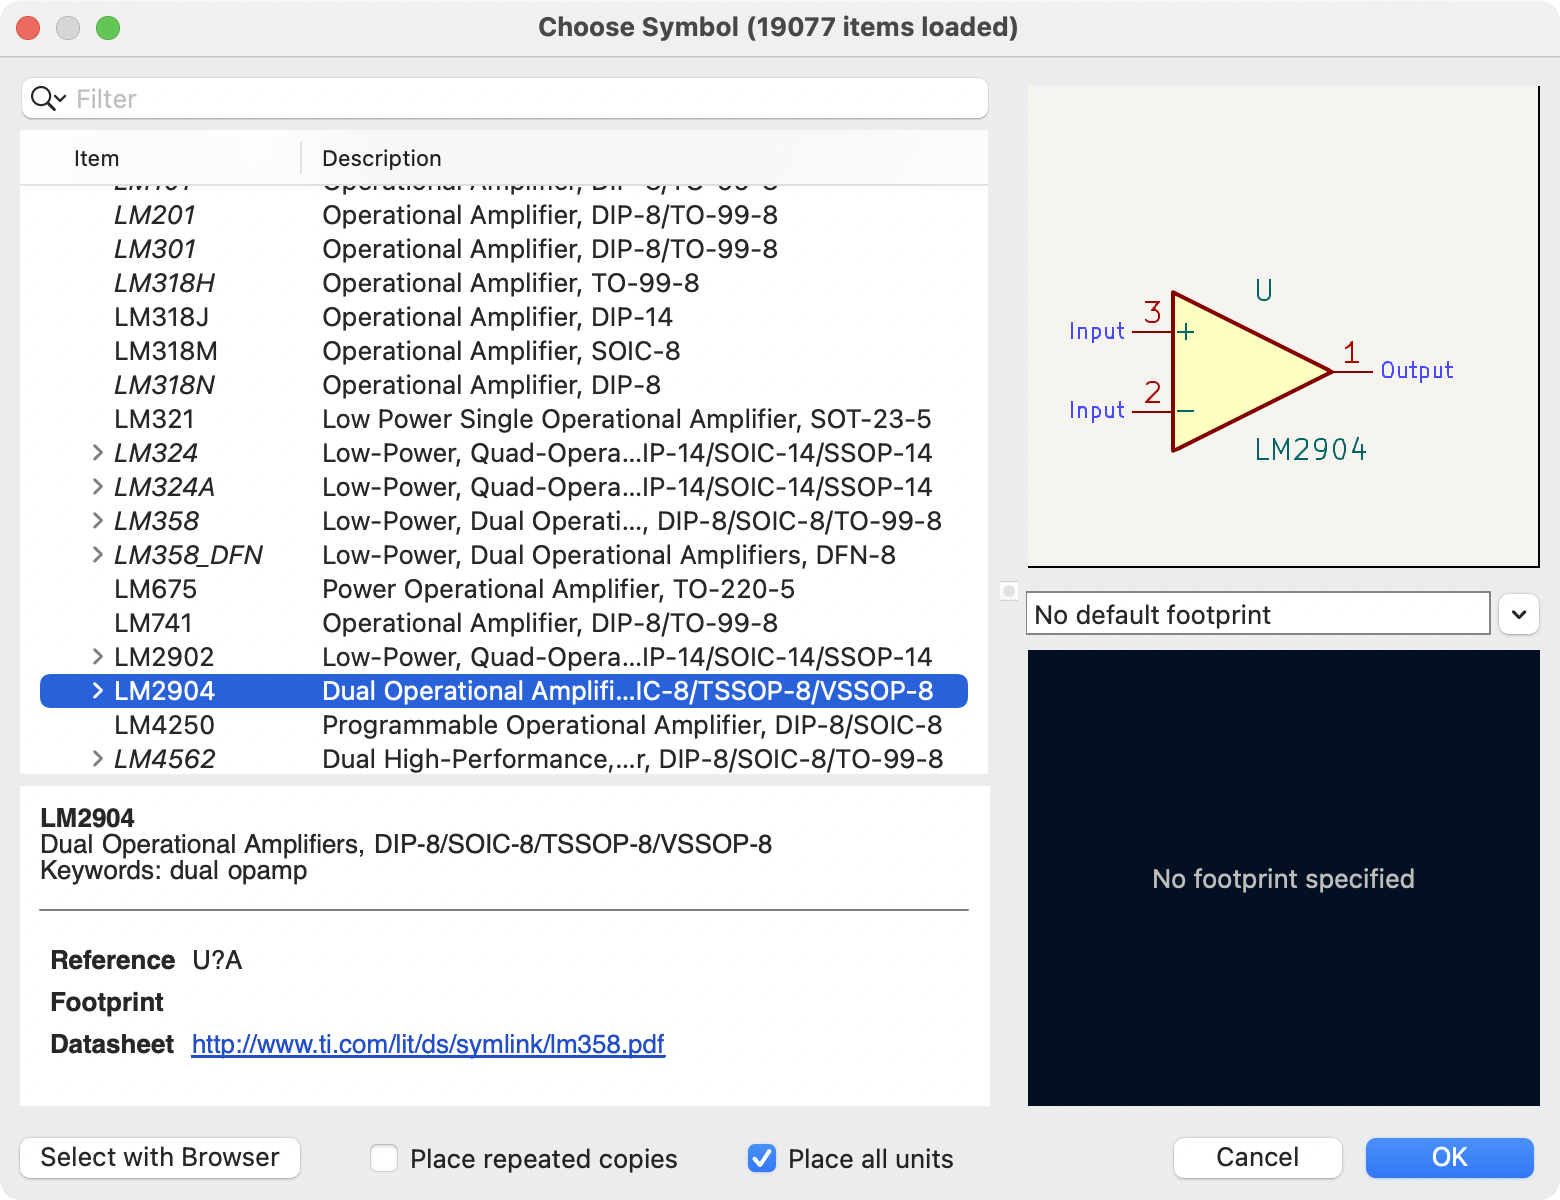 Choose Symbol (19077 items loaded)
Filter
Item Description
LM201 Operational Amplifier, DIP-8/TO-99-8
LM301 Operational Amplifier, DIP-8/TO-99-8
LM318H Operational Amplifier, TO-99-8
LM318J Operational Amplifier, DIP-14
LM318M Operational Amplifier, SOIC-8
LM318N Operational Amplifier, DIP-8
LM321 Low Power Single Operational Amplifier, SOT-23-5
LM324 Low-Power, Quad-Opera...IP-14/SOIC-14/SSOP-14
LM324A Low-Power, Quad-Opera...IP-14/SOIC-14/SSOP-14
LM358 Low-Power, Dual Operati..., DIP-8/SOIC-8/TO-99-8
LM358_DFN Low-Power, Dual Operational Amplifiers, DFN-8
LM675 Power Operational Amplifier, TO-220-5
LM741 Operational Amplifier, DIP-8/TO-99-8
LM2902 Low-Power, Quad-Opera...IP-14/SOIC-14/SSOP-14
LM2904 Dual Operational Amplifi...IC-8/TSSOP-8/VSSOP-8
LM4250 Programmable Operational Amplifier, DIP-8/SOIC-8
LM4562 Dual High-Performance,...r, DIP-8/SOIC-8/TO-99-8
LM2904
Dual Operational Amplifiers, DIP-8/SOIC-8/TSSOP-8/VSSOP-8
Keywords: dual opamp
Reference U?A
Footprint
Datasheet http://www.ti.com/lit/ds/symlink/lm358.pdf
U
3
Input +
1
Output
2
Input −
LM2904
No default footprint
No footprint specified
Select with Browser
Place repeated copies
Place all units
Cancel
OK